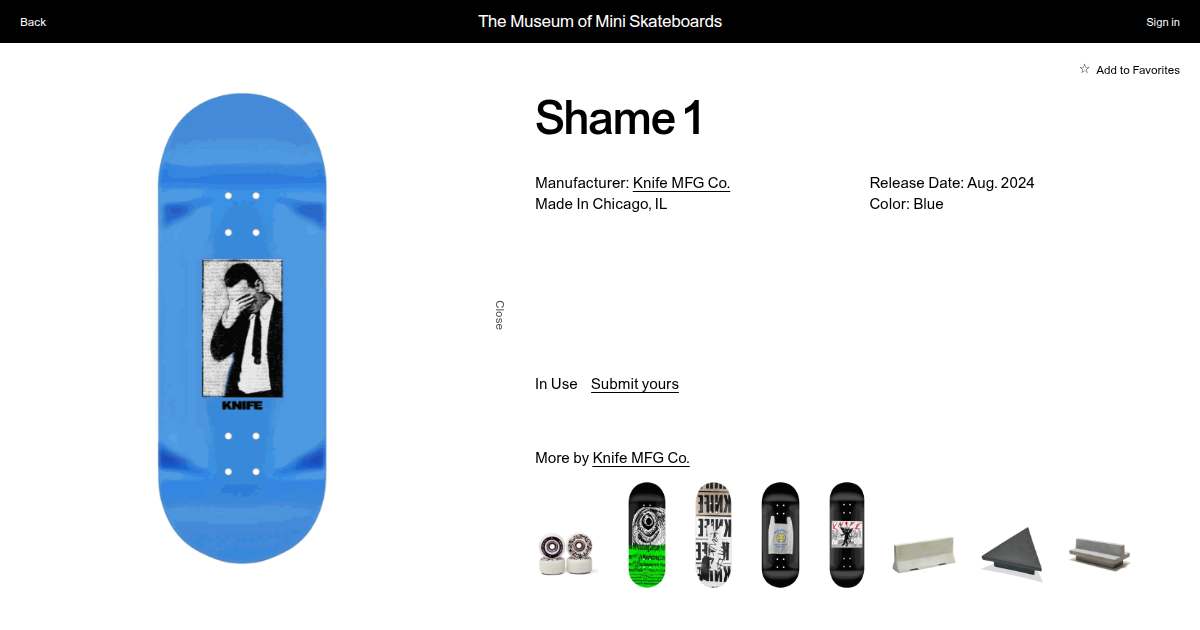 Back
The Museum of Mini Skateboards
Sign in
☆ Add to Favorites
Shame 1
Manufacturer: Knife MFG Co.
Made In Chicago, IL
Release Date: Aug. 2024
Color: Blue
KNIFE
Close
In Use Submit yours
More by Knife MFG Co.